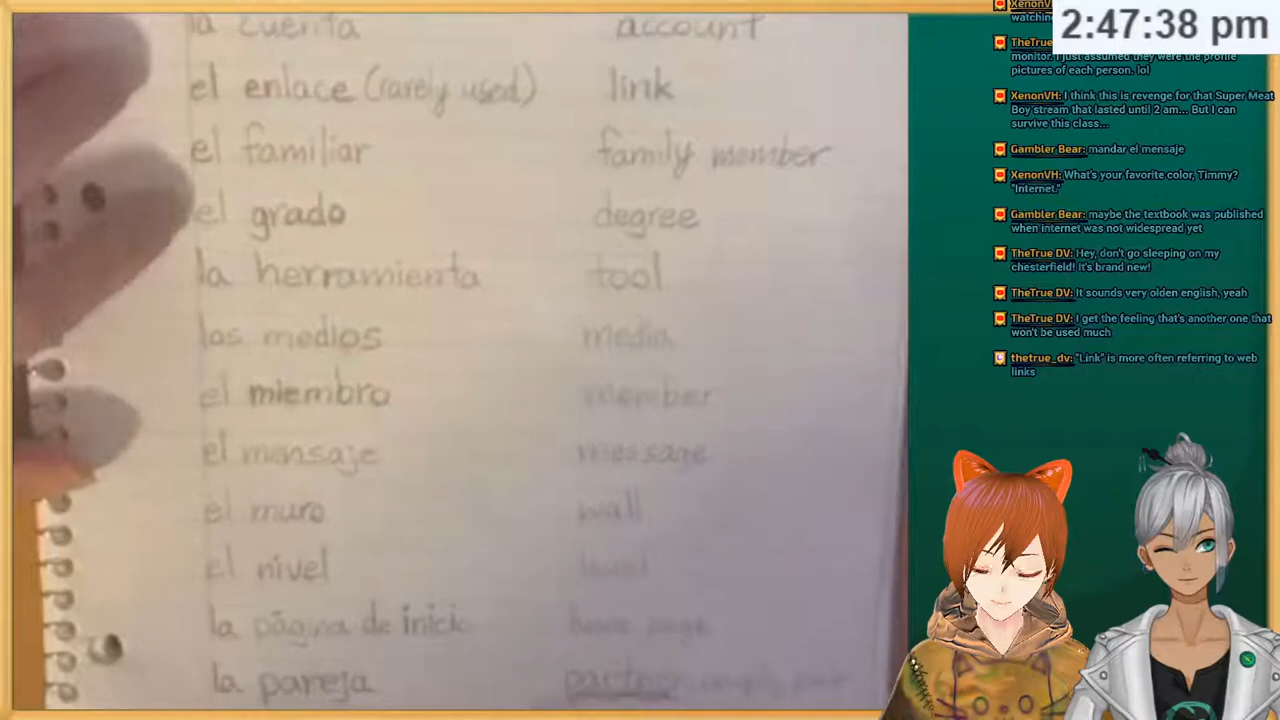 la cuenta account
el enlace (rarely used) link
el familiar family member
el grado degree
la herramienta tool
los medios media
el miembro member
el mensaje message
el muro wall
el nivel level
la página de inicio home page
la pareja partner
2:47:38 pm
XenonVH
watching
TheTrue
monitor. I just assumed they were the profile
pictures of each person. lol
XenonVH: I think this is revenge for that Super Meat
Boy stream that lasted until 2 am... But I can
survive this class...
Gambler Bear: mandar el mensaje
XenonVH: What's your favorite color, Timmy?
"Internet."
Gambler Bear: maybe the textbook was published
when internet was not widespread yet
TheTrue DV: Hey, don't go sleeping on my
chesterfield! It's brand new!
TheTrue DV: It sounds very olden english, yeah
TheTrue DV: I get the feeling that's another one that
won't be used much
thetrue_dv: "Link" is more often referring to web
links